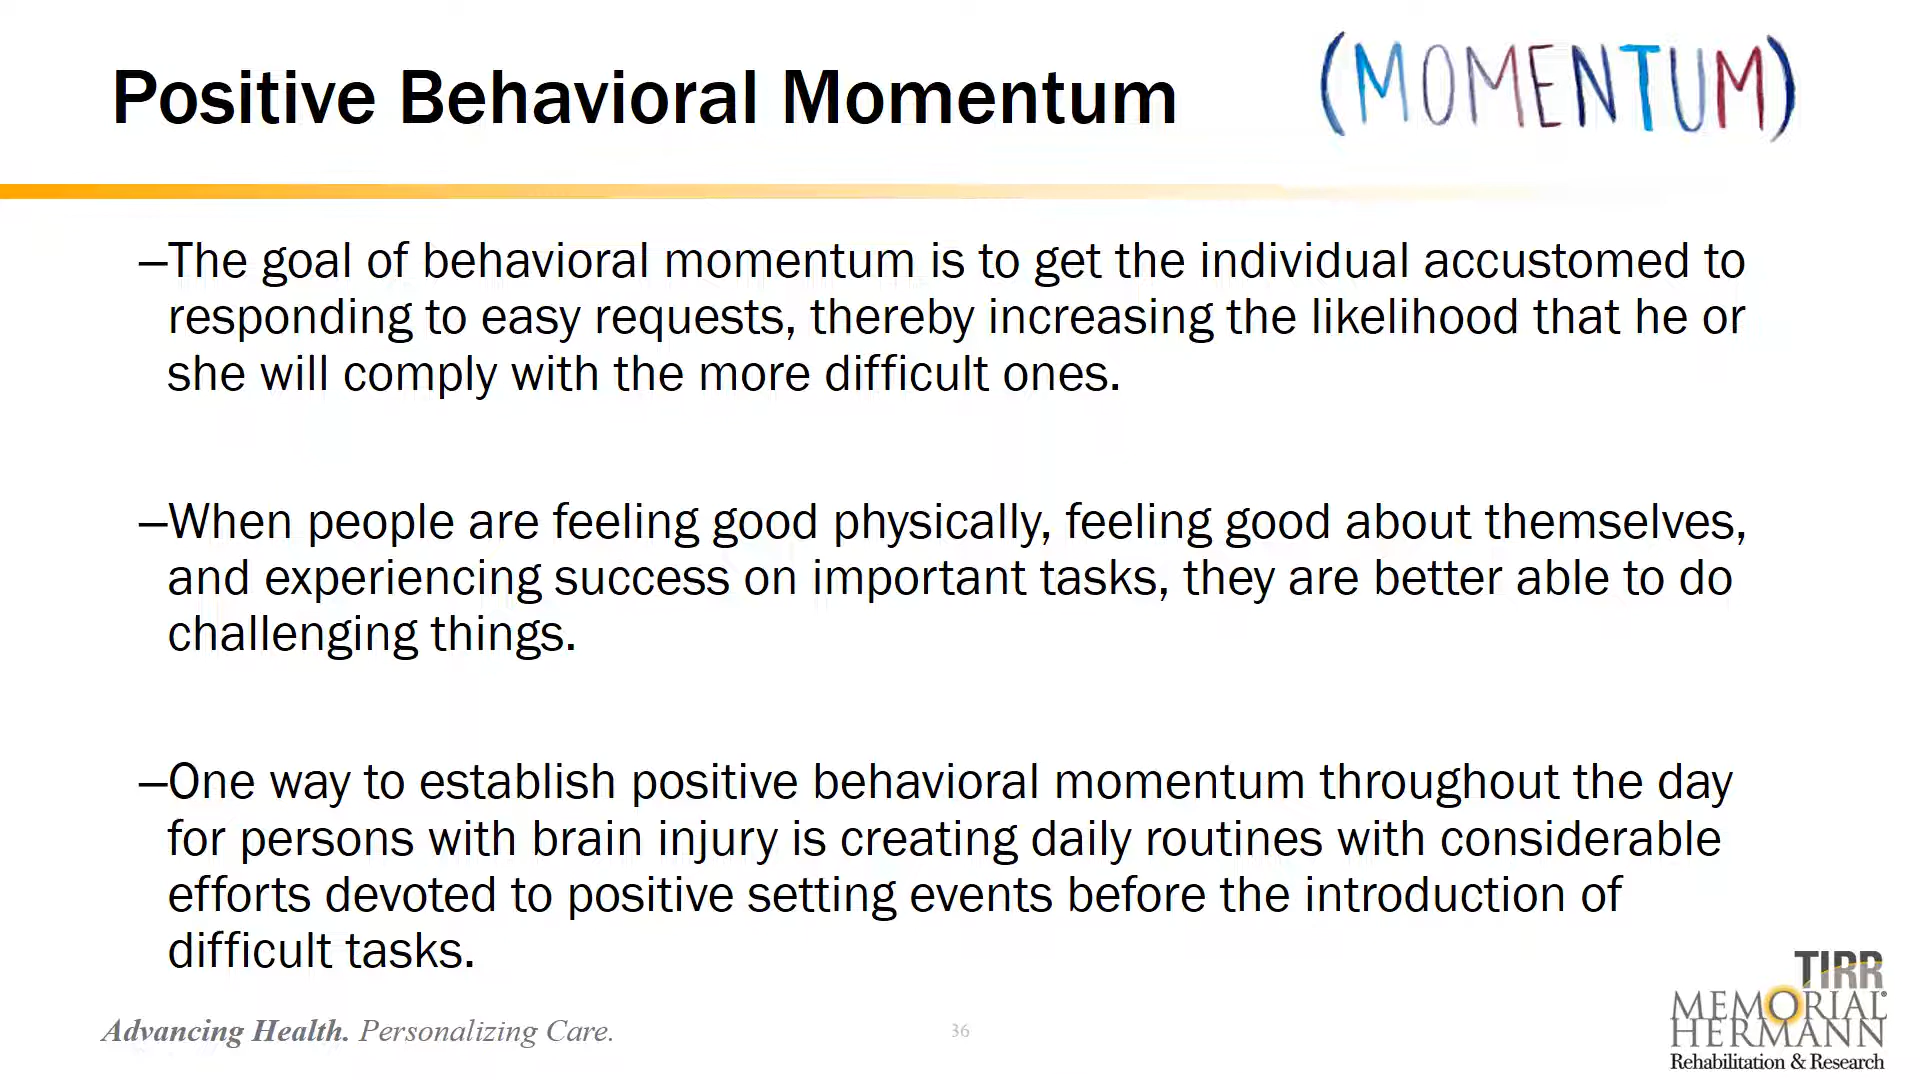 Positive Behavioral Momentum
(MOMENTUM)
–The goal of behavioral momentum is to get the individual accustomed to
responding to easy requests, thereby increasing the likelihood that he or
she will comply with the more difficult ones.
–When people are feeling good physically, feeling good about themselves,
and experiencing success on important tasks, they are better able to do
challenging things.
–One way to establish positive behavioral momentum throughout the day
for persons with brain injury is creating daily routines with considerable
efforts devoted to positive setting events before the introduction of
difficult tasks.
Advancing Health. Personalizing Care.
36
TIRR
MEMORIAL®
HERMANN
Rehabilitation & Research